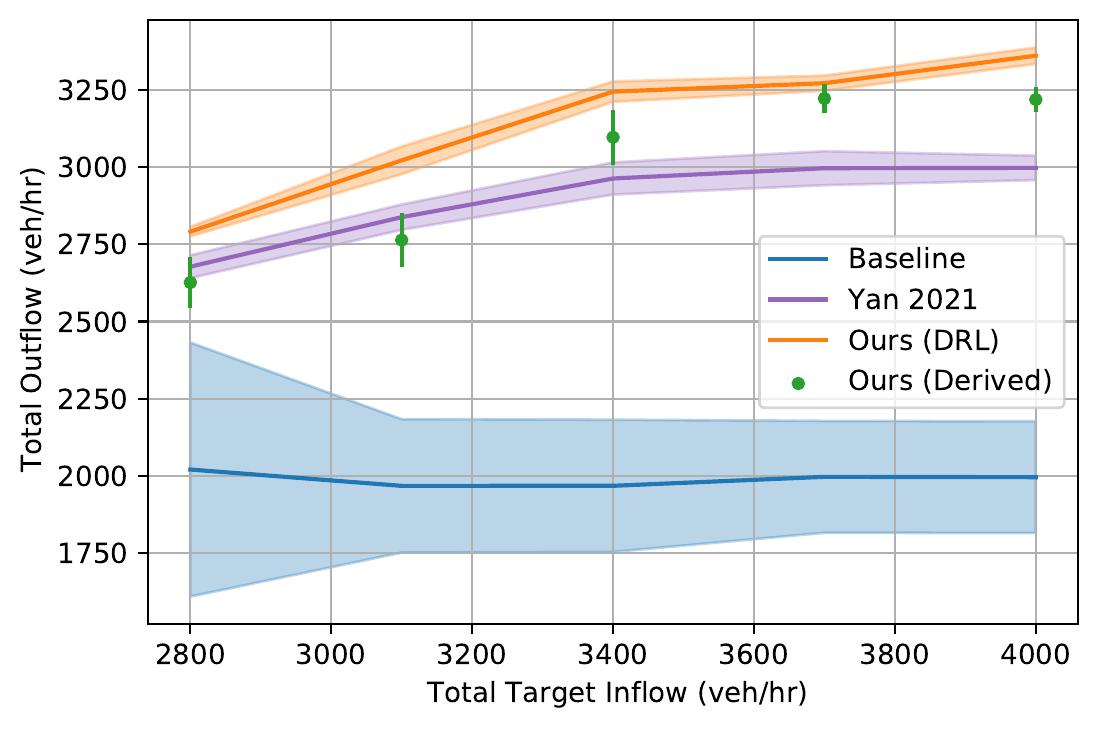 Total Outflow (veh/hr)
3250
3000
2750
2500
2250
2000
1750
Baseline
Yan 2021
Ours (DRL)
Ours (Derived)
2800 3000 3200 3400 3600 3800 4000
Total Target Inflow (veh/hr)